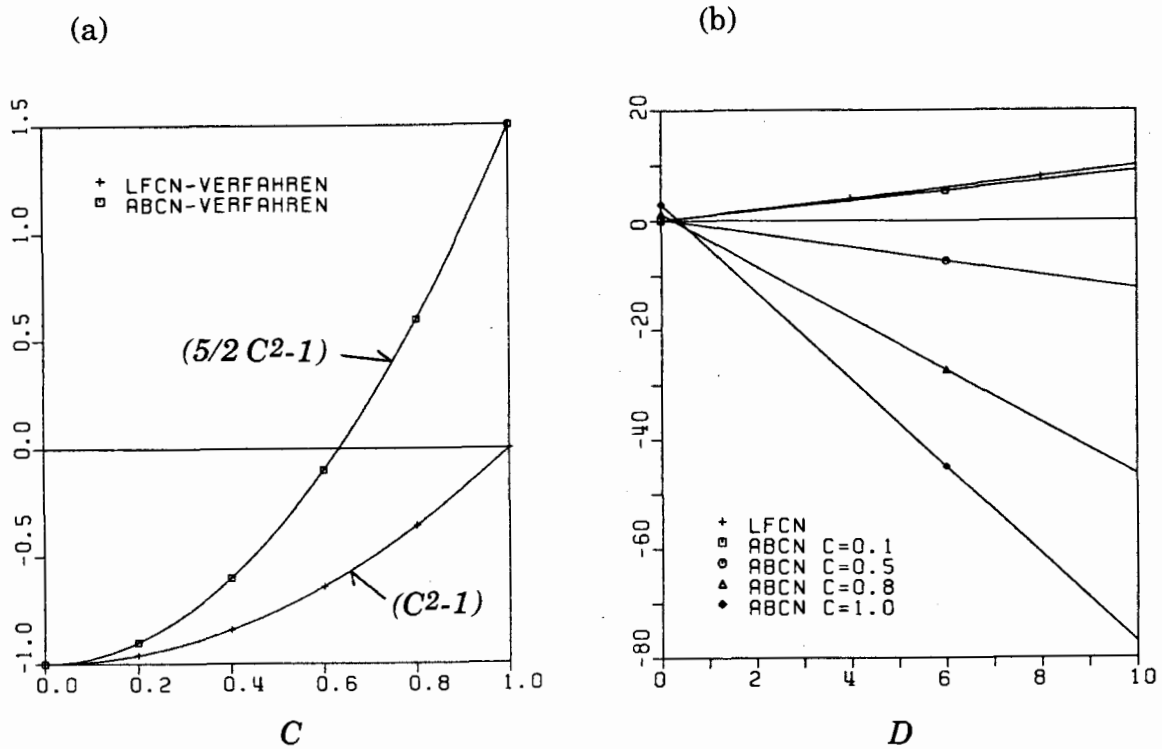 (a)
1.5
1.0
0.5
0.0
-0.5
-1.0
+ LFCN-VERFAHREN
ABCN-VERFAHREN
(5/2 C²-1)
(C²-1)
0.0 0.2 0.4 0.6 0.8 1.0
C
(b)
20
0
-20
-40
-60
-80
+ LFCN
ABCN C=0.1
ABCN C=0.5
ABCN C=0.8
ABCN C=1.0
0 2 4 6 8 10
D